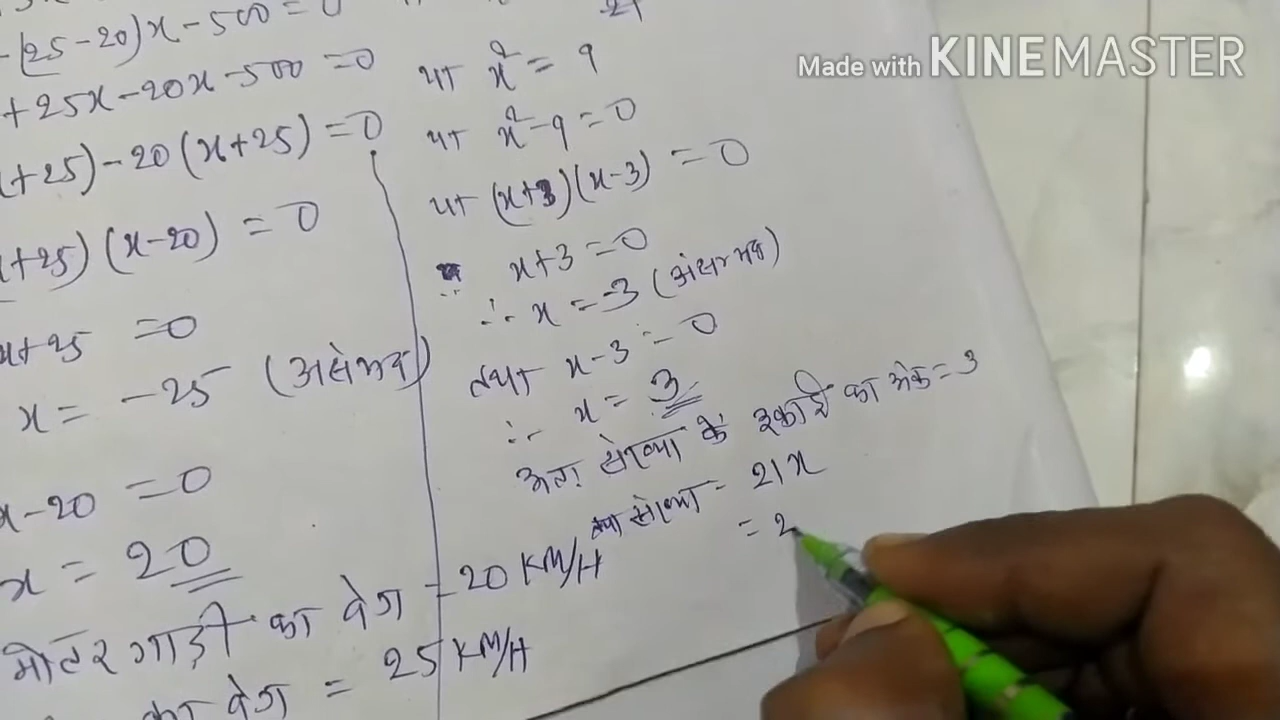 -(25-20)x-500=0
+25x-20x-500=0
(x+25)-20(x+25)=0
(x+25)(x-20)=0
x+25=0
x=-25 (असंभव)
x-20=0
x=20
मोटर गाड़ी का वेग =20 KM/H
का वेग = 25 KM/H
21
या x²=9
या x²-9=0
या (x+3)(x-3)=0
x+3=0
∴ x=-3 (असंभव)
तथा x-3=0
∴ x=3
अतः संख्या के इकाई का अंक=3
संख्या = 21x
=2
Made with KINEMASTER